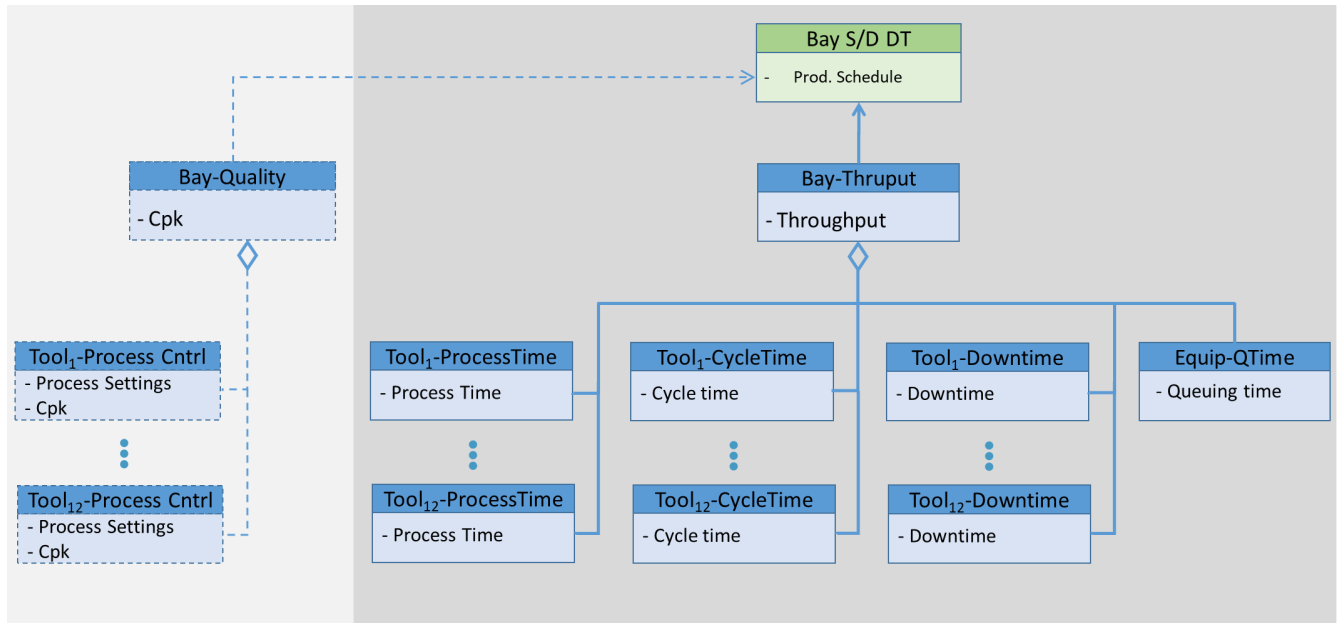 Bay S/D DT
- Prod. Schedule
Bay-Quality
- Cpk
Bay-Thruput
- Throughput
Tool₁-Process Cntrl
- Process Settings
- Cpk
Tool₁-ProcessTime
- Process Time
Tool₁-CycleTime
- Cycle time
Tool₁-Downtime
- Downtime
Equip-QTime
- Queuing time
Tool₁₂-Process Cntrl
- Process Settings
- Cpk
Tool₁₂-ProcessTime
- Process Time
Tool₁₂-CycleTime
- Cycle time
Tool₁₂-Downtime
- Downtime